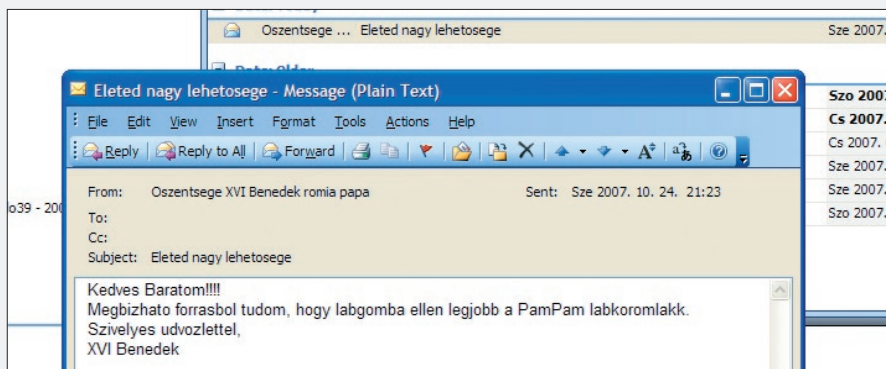 Oszentsege ... Eleted nagy lehetosege Sze 2007.
Eleted nagy lehetosege - Message (Plain Text)
Szo 2007
File Edit View Insert Format Tools Actions Help
Cs 2007.
Reply Reply to All Forward
Cs 2007.
From: Oszentsege XVI Benedek romia papa Sent: Sze 2007. 10. 24. 21:23
Sze 2007.
To:
Sze 2007.
Cc:
Szo 2007.
Subject: Eleted nagy lehetosege
Kedves Baratom!!!!
Megbizhato forrasbol tudom, hogy labgomba ellen legjobb a PamPam labkoromlakk.
Szivelyes udvozlettel,
XVI Benedek